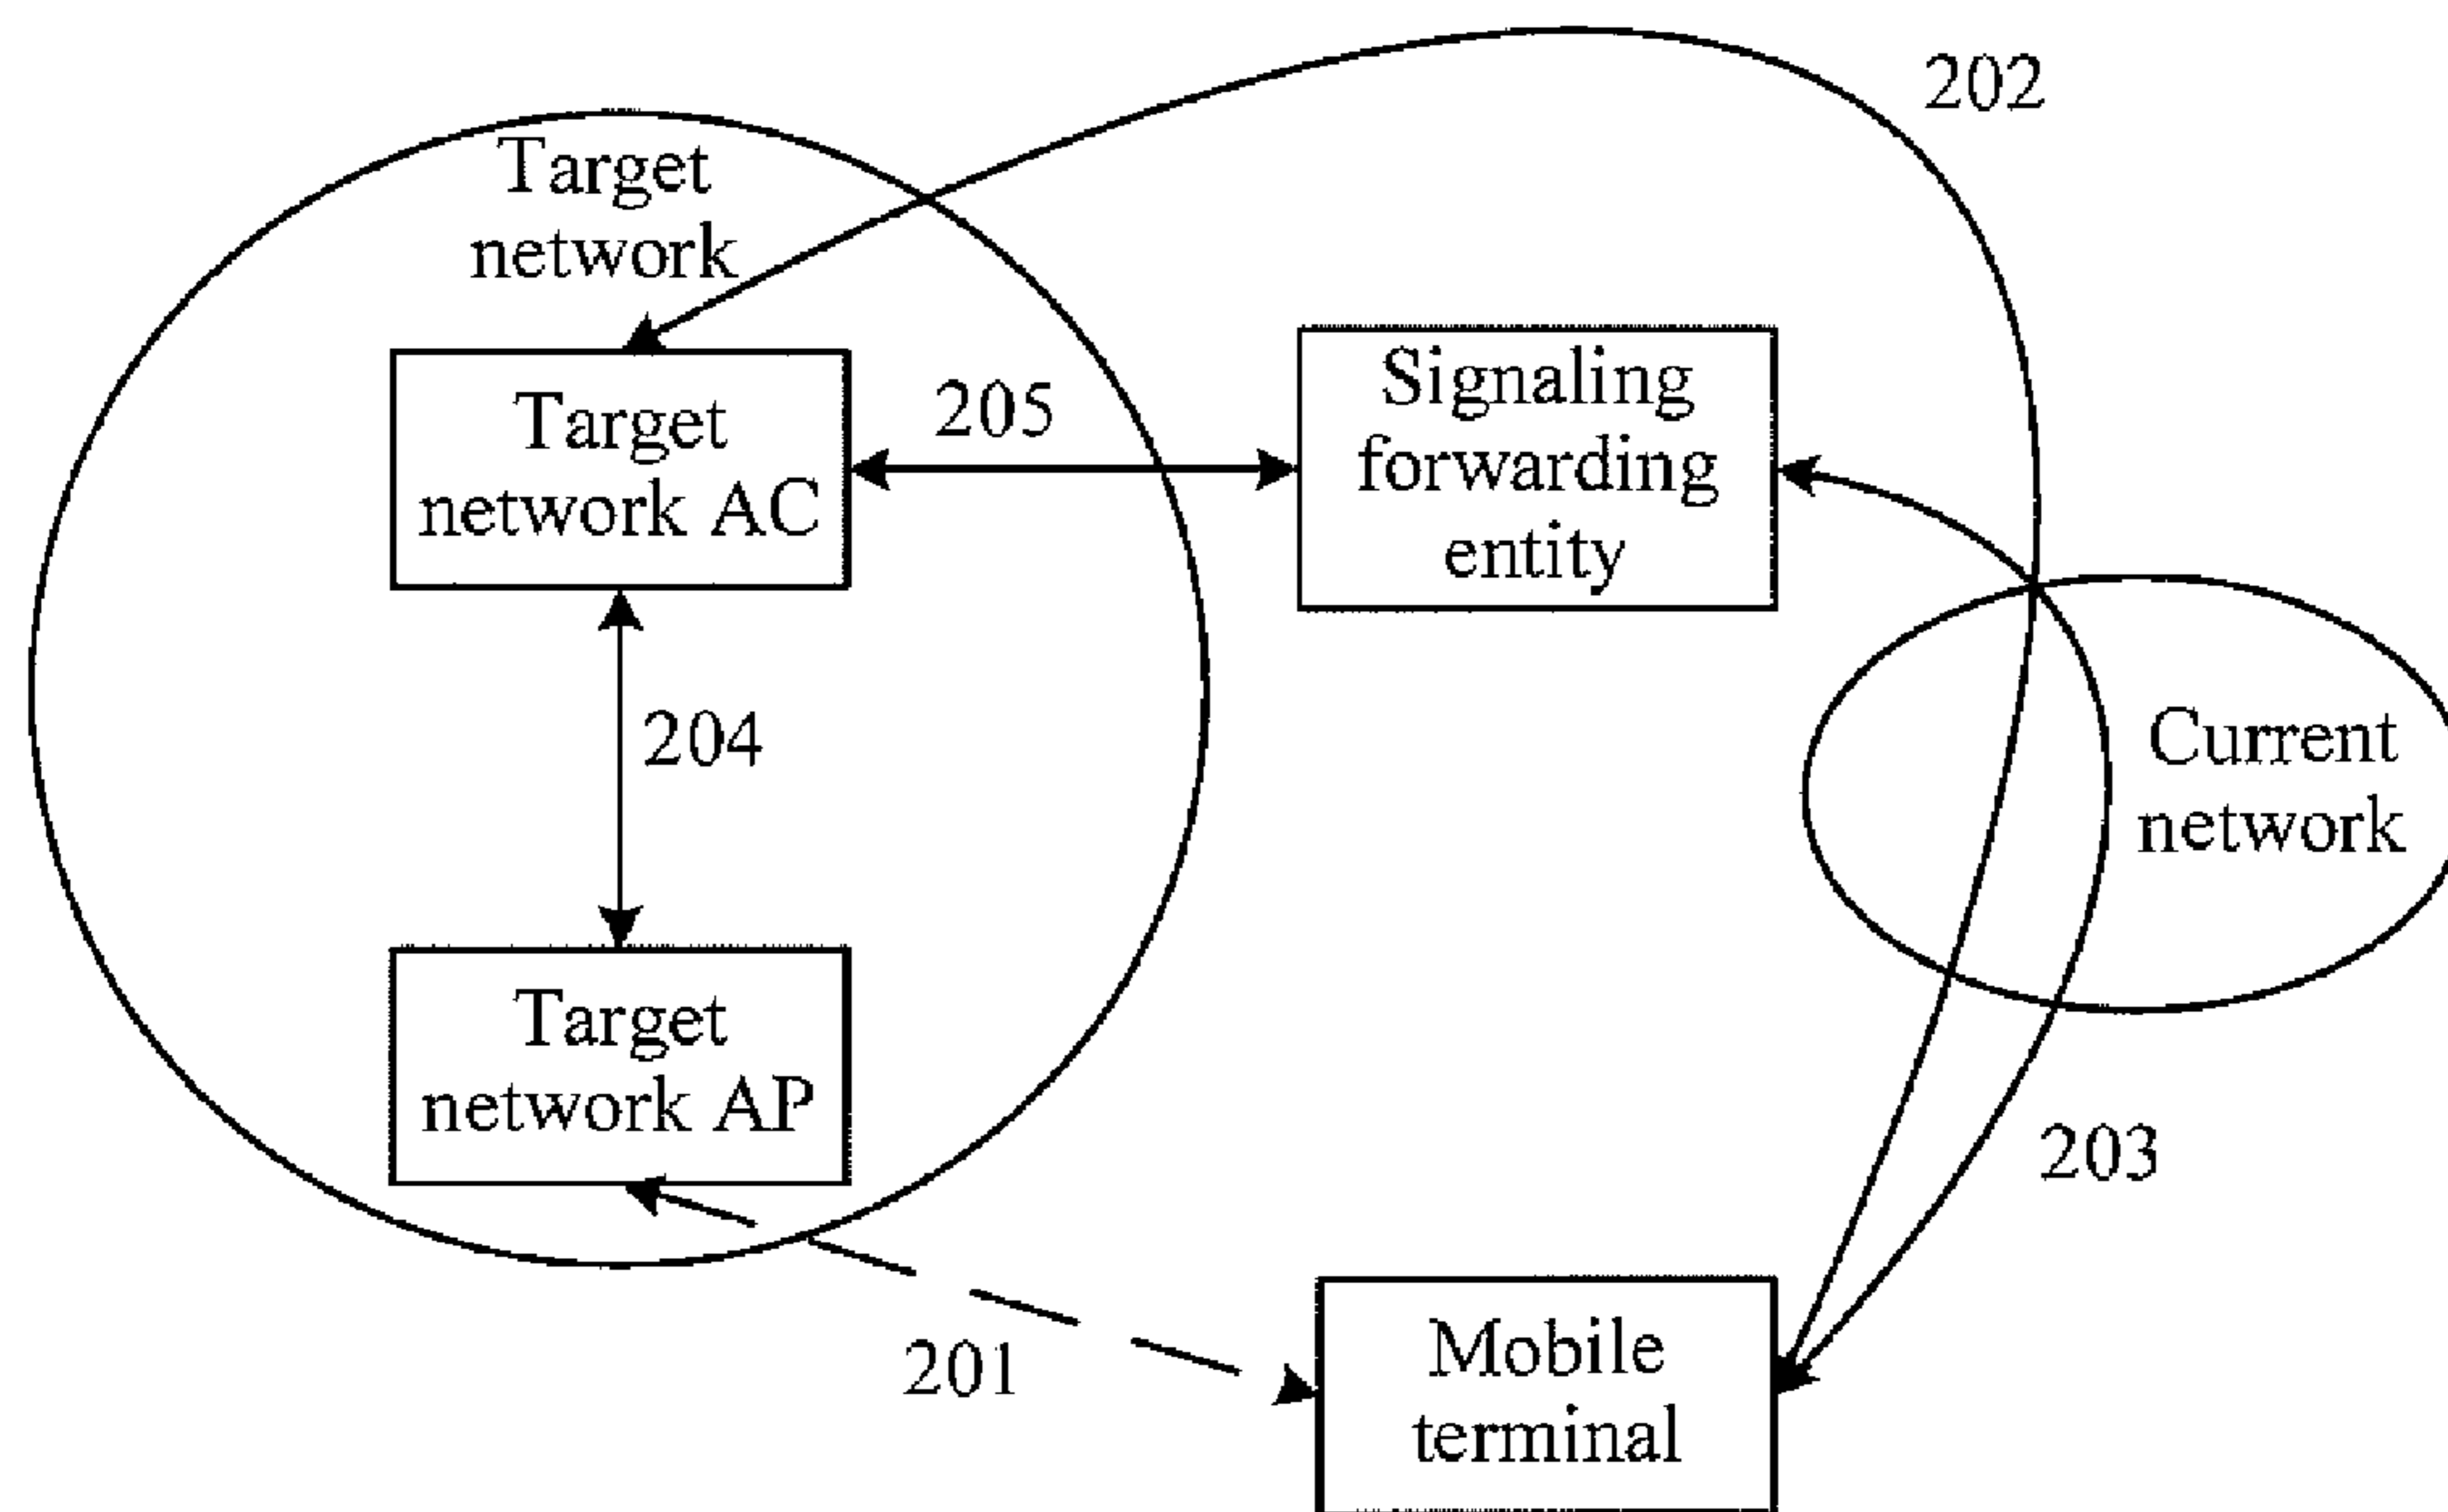 202
Target
network
Target
network AC
205
Signaling
forwarding
entity
204
Current
network
Target
network AP
203
201
Mobile
terminal